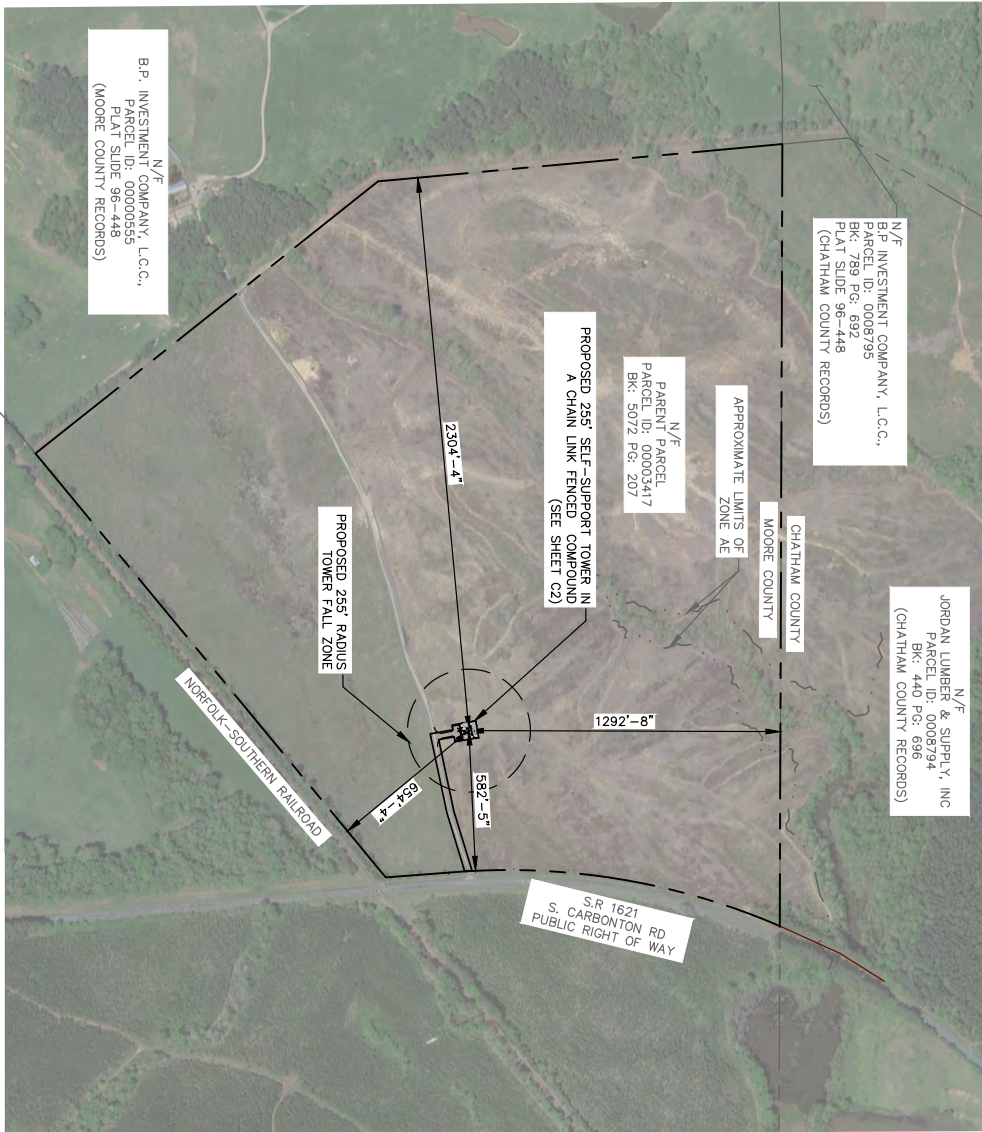 N/F
B.P. INVESTMENT COMPANY, L.C.C.,
PARCEL ID: 00000555
PLAT SLIDE 96-448
(MOORE COUNTY RECORDS)
N/F
B.P INVESTMENT COMPANY, L.C.C.,
PARCEL ID: 0008795
BK: 789 PG: 692
PLAT SLIDE 96-448
(CHATHAM COUNTY RECORDS)
N/F
JORDAN LUMBER & SUPPLY, INC
PARCEL ID: 0008794
BK: 440 PG: 696
(CHATHAM COUNTY RECORDS)
CHATHAM COUNTY
MOORE COUNTY
APPROXIMATE LIMITS OF
ZONE AE
N/F
PARENT PARCEL
PARCEL ID: 00003417
BK: 5072 PG: 207
PROPOSED 255' SELF-SUPPORT TOWER IN
A CHAIN LINK FENCED COMPOUND
(SEE SHEET C2)
2304'-4"
1292'-8"
582'-5"
654'-4"
PROPOSED 255' RADIUS
TOWER FALL ZONE
NORFOLK-SOUTHERN RAILROAD
S.R 1621
S. CARBONTON RD
PUBLIC RIGHT OF WAY